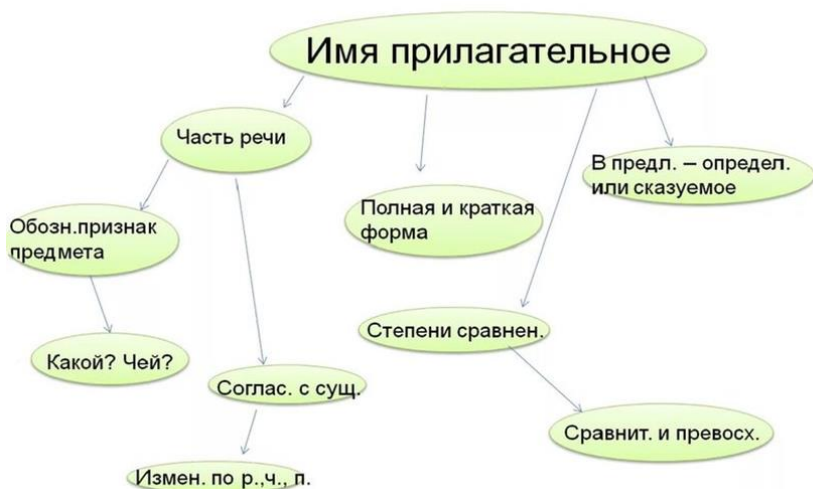 Имя прилагательное
Часть речи
В предл. – определ.
или сказуемое
Полная и краткая
форма
Обозн.признак
предмета
Степени сравнен.
Какой? Чей?
Соглас. с сущ.
Сравнит. и превосх.
Измен. по р.,ч., п.